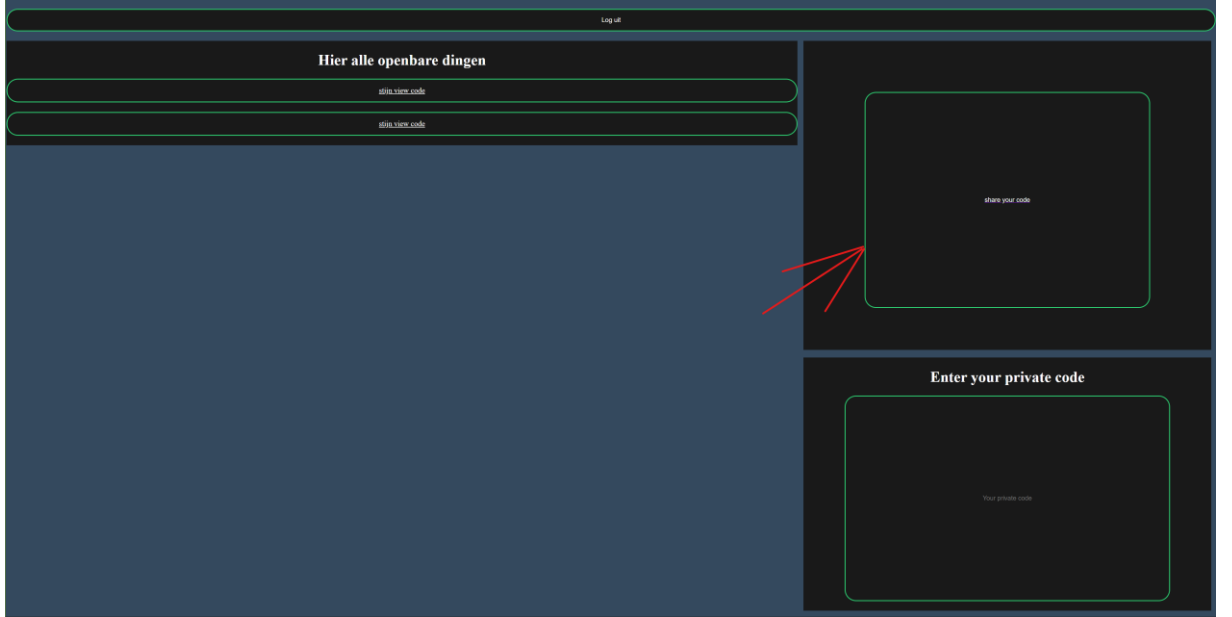 Log uit
Hier alle openbare dingen
stijn view code
stijn view code
share your code
Enter your private code
Your private code